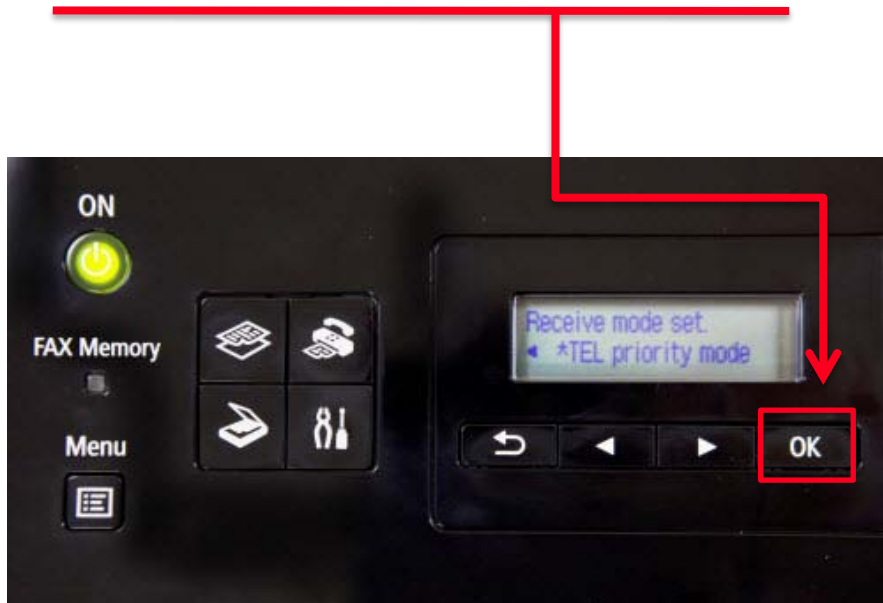 ON
FAX Memory
Menu
Receive mode set.
◄ *TEL priority mode
OK